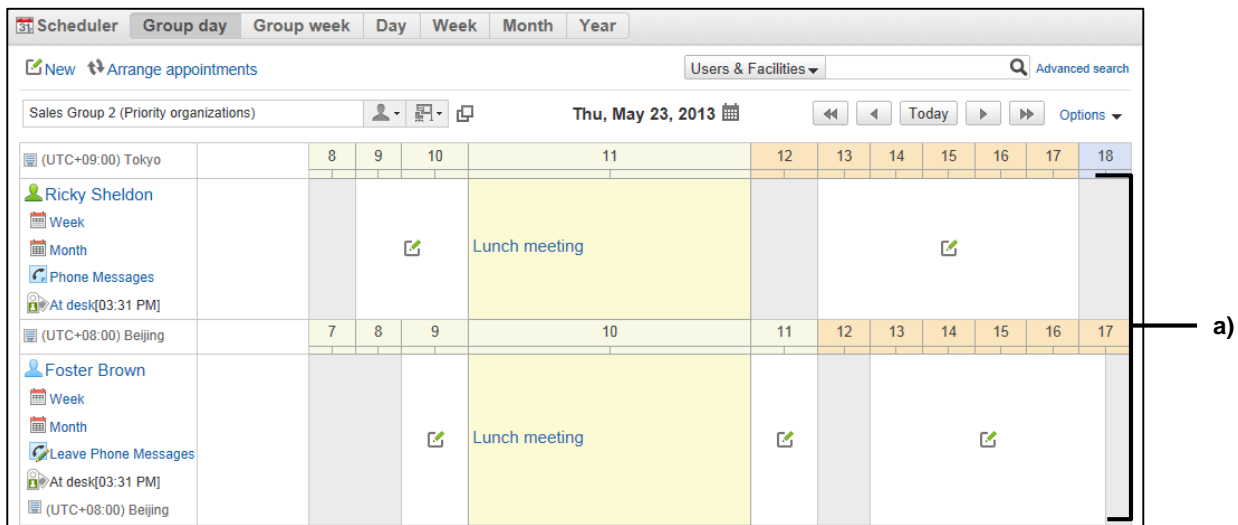 31 Scheduler Group day Group week Day Week Month Year
New Arrange appointments Users & Facilities Advanced search
Sales Group 2 (Priority organizations) Thu, May 23, 2013 Today Options
(UTC+09:00) Tokyo 8 9 10 11 12 13 14 15 16 17 18
Ricky Sheldon
Week
Month
Lunch meeting
Phone Messages
At desk[03:31 PM]
(UTC+08:00) Beijing 7 8 9 10 11 12 13 14 15 16 17
a)
Foster Brown
Week
Month
Lunch meeting
Leave Phone Messages
At desk[03:31 PM]
(UTC+08:00) Beijing